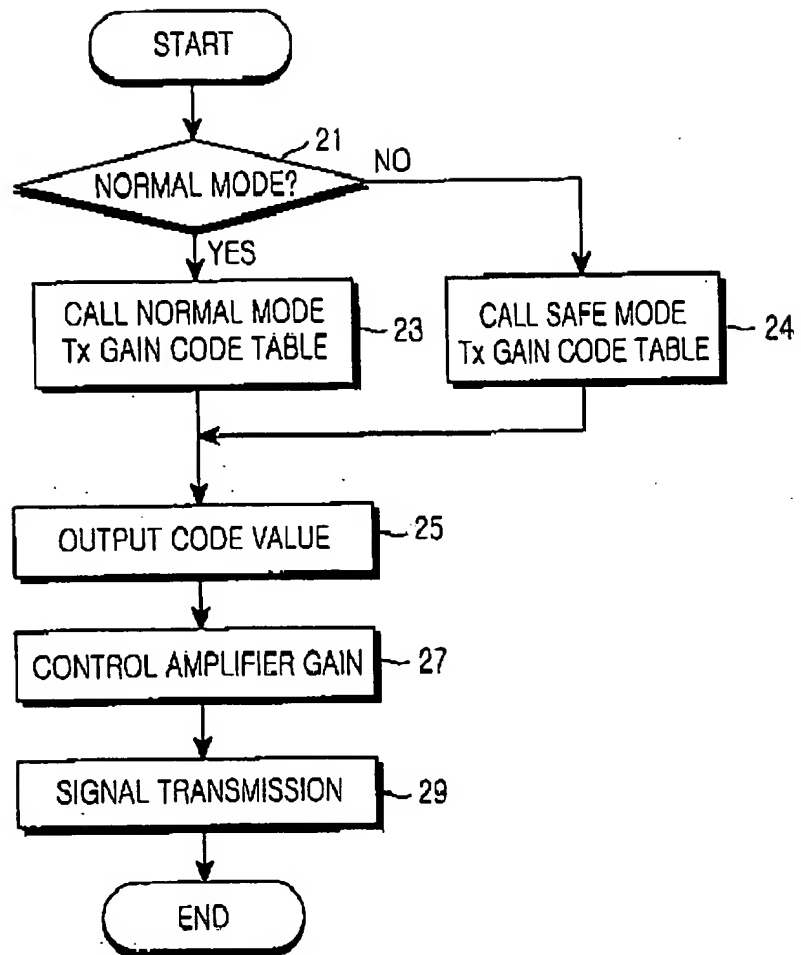 START
21
NORMAL MODE?
NO
YES
CALL NORMAL MODE
Tx GAIN CODE TABLE
23
CALL SAFE MODE
Tx GAIN CODE TABLE
24
OUTPUT CODE VALUE
25
CONTROL AMPLIFIER GAIN
27
SIGNAL TRANSMISSION
29
END